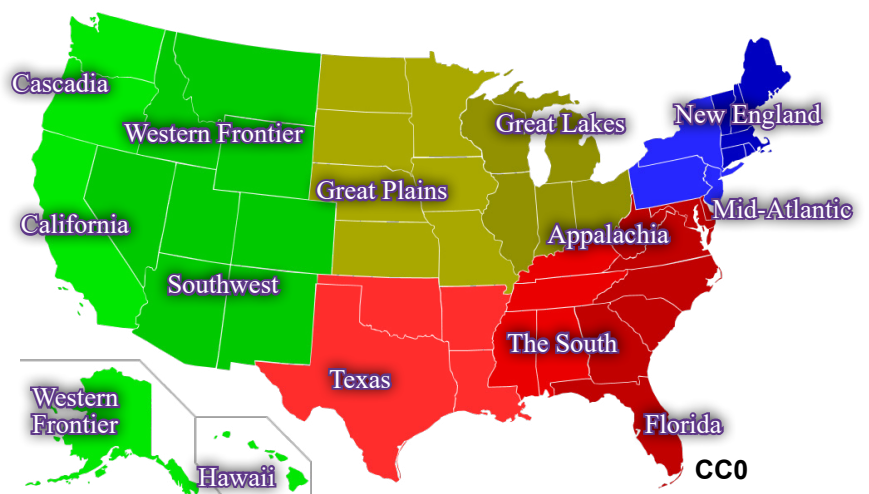 Cascadia
Western Frontier
Great Lakes
New England
Great Plains
California
Appalachia
Mid-Atlantic
Southwest
The South
Texas
Western
Frontier
Florida
Hawaii
CC0